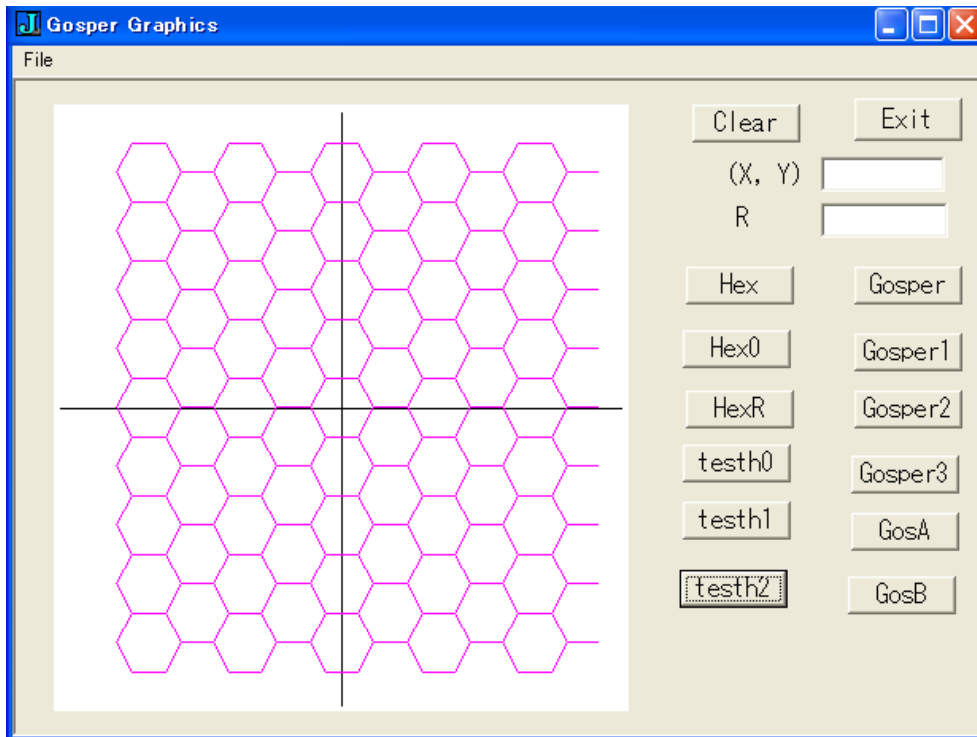 Gosper Graphics
File
Clear
Exit
(X, Y)
R
Hex
Gosper
Hex0
Gosper1
HexR
Gosper2
testh0
Gosper3
testh1
GosA
testh2
GosB